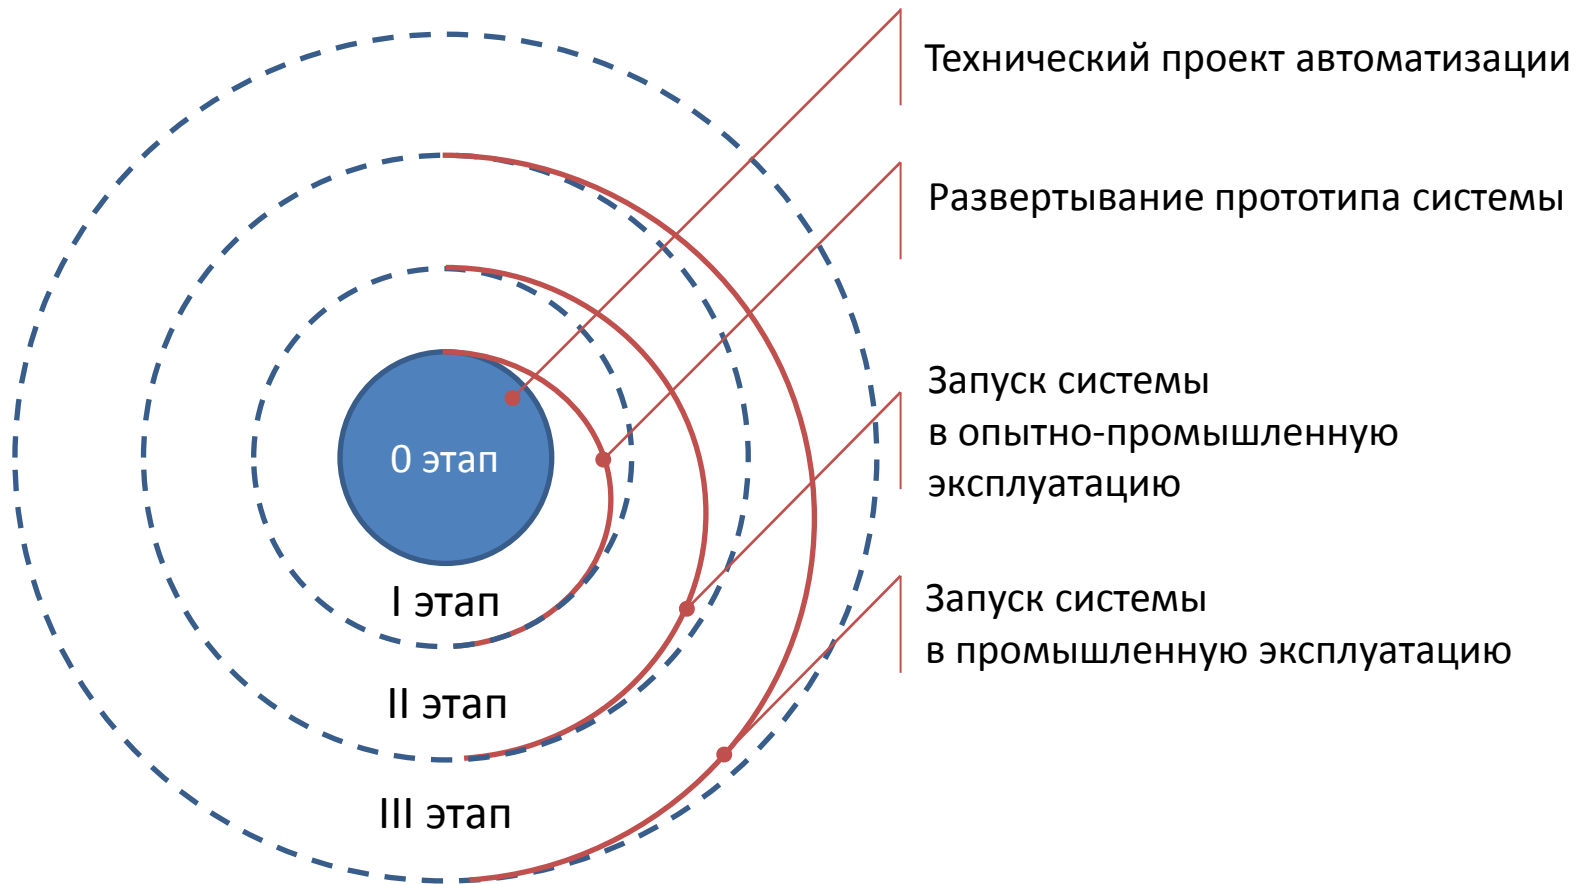 Технический проект автоматизации
Развертывание прототипа системы
Запуск системы
в опытно-промышленную
эксплуатацию
Запуск системы
в промышленную эксплуатацию
0 этап
I этап
II этап
III этап